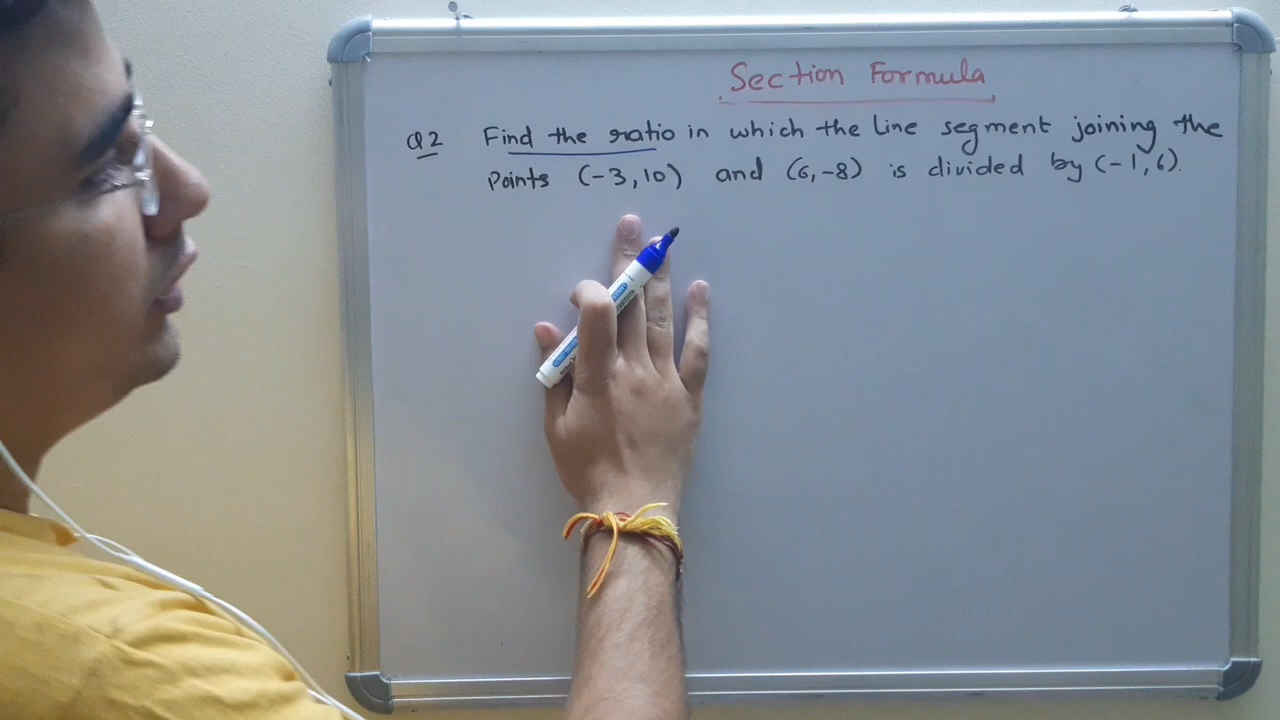 Section Formula
Q2 Find the ratio in which the line segment joining the
Points (-3,10) and (6,-8) is divided by (-1,6).